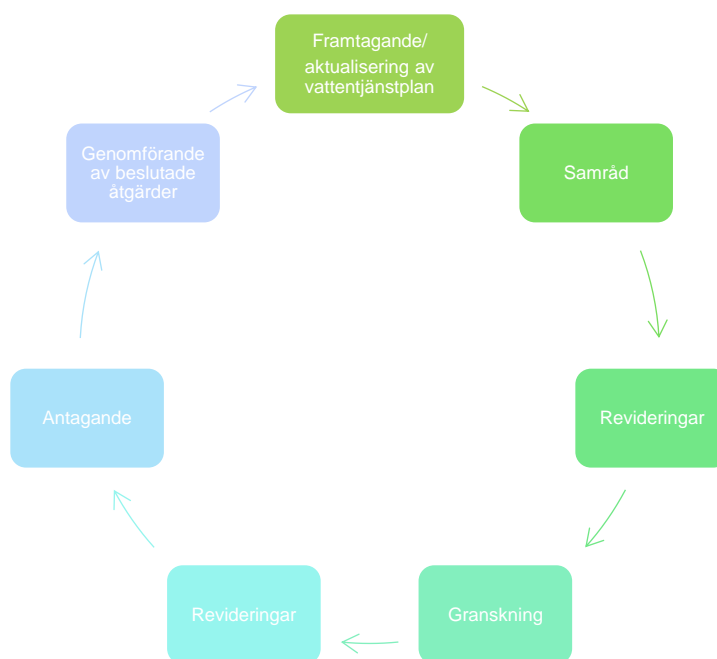 Framtagande/
aktualisering av
vattentjänstplan
Samråd
Revideringar
Granskning
Revideringar
Antagande
Genomförande
av beslutade
åtgärder